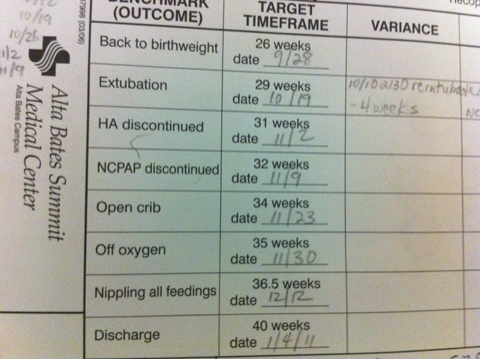 BENCHMARK
(OUTCOME)
TARGET
TIMEFRAME
VARIANCE
Back to birthweight
26 weeks
date 9/28
Extubation
29 weeks
date 10/19
10/10 2130 reintubated
- 4 weeks
HA discontinued
31 weeks
date 11/2
NCPAP discontinued
32 weeks
date 11/9
Open crib
34 weeks
date 11/23
Off oxygen
35 weeks
date 11/30
Nippling all feedings
36.5 weeks
date 12/12
Discharge
40 weeks
date 1/4/11
10/19
10/26
11/2
11/9
(03.06)
Alta Bates Summit
Medical Center
Alta Bates Campus